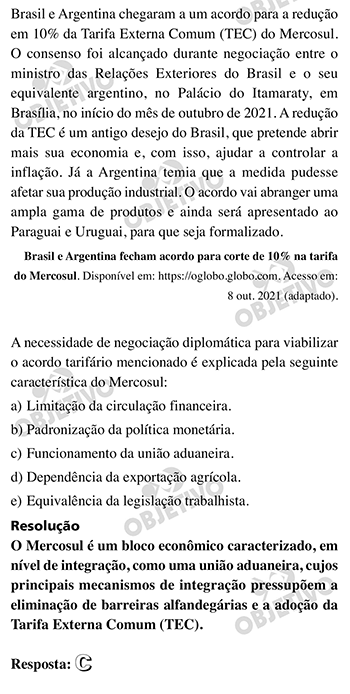 Brasil e Argentina chegaram a um acordo para a redução
em 10% da Tarifa Externa Comum (TEC) do Mercosul.
O consenso foi alcançado durante negociação entre o
ministro das Relações Exteriores do Brasil e o seu
equivalente argentino, no Palácio do Itamaraty, em
Brasília, no início do mês de outubro de 2021. A redução
da TEC é um antigo desejo do Brasil, que pretende abrir
mais sua economia e, com isso, ajudar a controlar a
inflação. Já a Argentina temia que a medida pudesse
afetar sua produção industrial. O acordo vai abranger uma
ampla gama de produtos e ainda será apresentado ao
Paraguai e Uruguai, para que seja formalizado.
Brasil e Argentina fecham acordo para corte de 10% na tarifa
do Mercosul. Disponível em: https://oglobo.globo.com. Acesso em:
8 out. 2021 (adaptado).
A necessidade de negociação diplomática para viabilizar
o acordo tarifário mencionado é explicada pela seguinte
característica do Mercosul:
a) Limitação da circulação financeira.
b) Padronização da política monetária.
c) Funcionamento da união aduaneira.
d) Dependência da exportação agrícola.
e) Equivalência da legislação trabalhista.
Resolução
O Mercosul é um bloco econômico caracterizado, em
nível de integração, como uma união aduaneira, cujos
principais mecanismos de integração pressupõem a
eliminação de barreiras alfandegárias e a adoção da
Tarifa Externa Comum (TEC).
Resposta: C
OBJETIVO
OBJETIVO
OBJETIVO
OBJETIVO
OBJETIVO
OBJETIVO
OBJETIVO